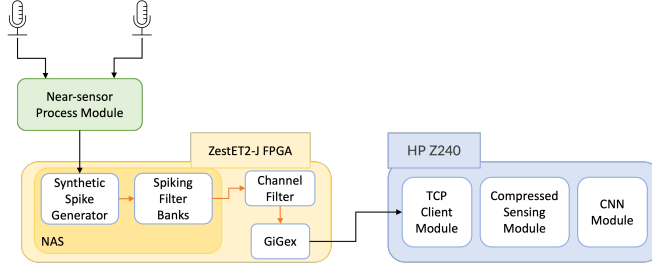 Near-sensor
Process Module
ZestET2-J FPGA
HP Z240
Synthetic
Spike
Generator
Spiking
Filter
Banks
Channel
Filter
GiGex
NAS
TCP
Client
Module
Compressed
Sensing
Module
CNN
Module